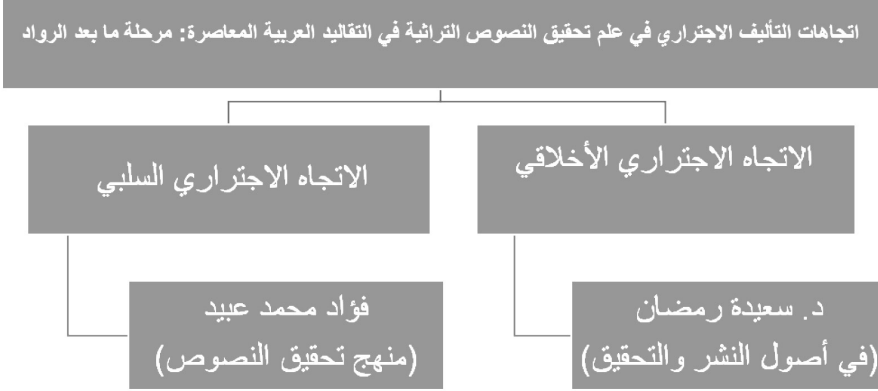 اتجاهات التأليف الاجتراري في علم تحقيق النصوص التراثية في التقاليد العربية المعاصرة: مرحلة ما بعد الرواد
الاتجاه الاجتراري الأخلاقي
الاتجاه الاجتراري السلبي
د. سعيدة رمضان
(في أصول النشر والتحقيق)
فؤاد محمد عبيد
(منهج تحقيق النصوص)